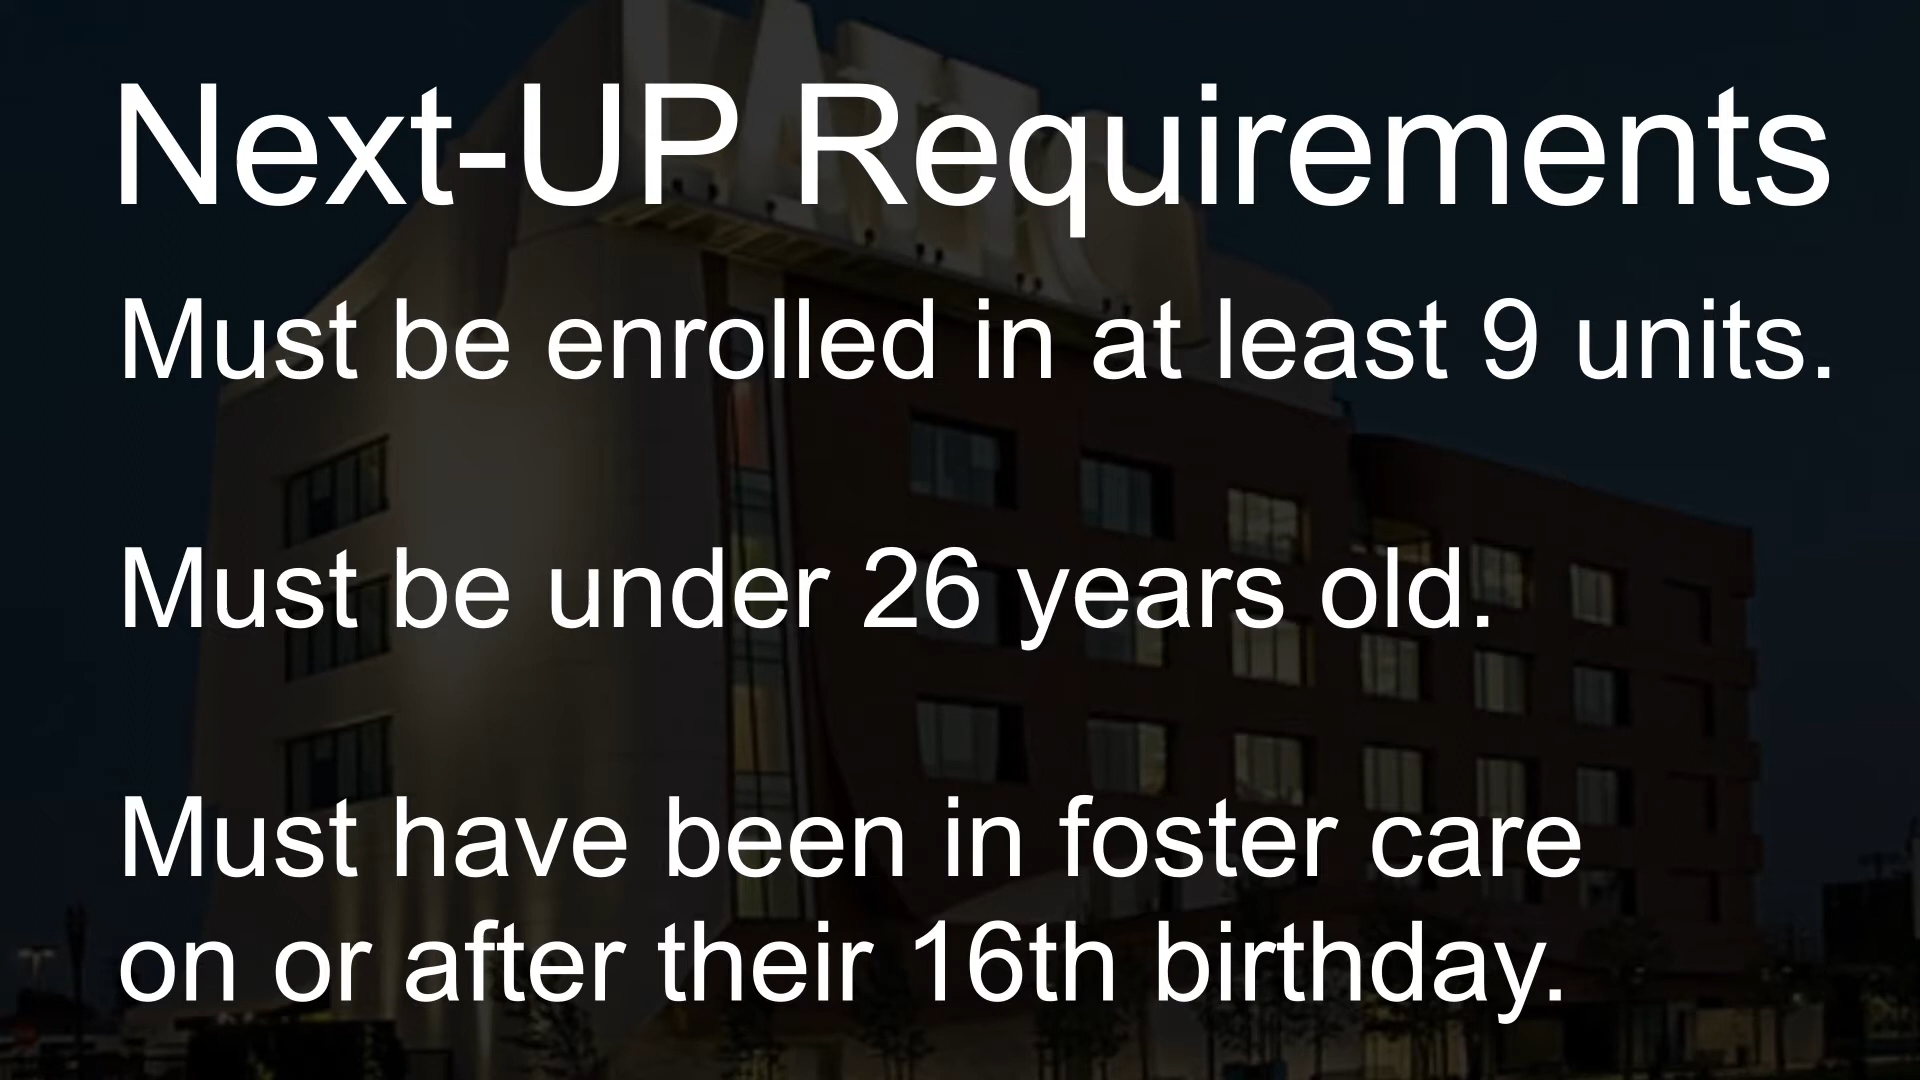 Next-UP Requirements
Must be enrolled in at least 9 units.
Must be under 26 years old.
Must have been in foster care
on or after their 16th birthday.